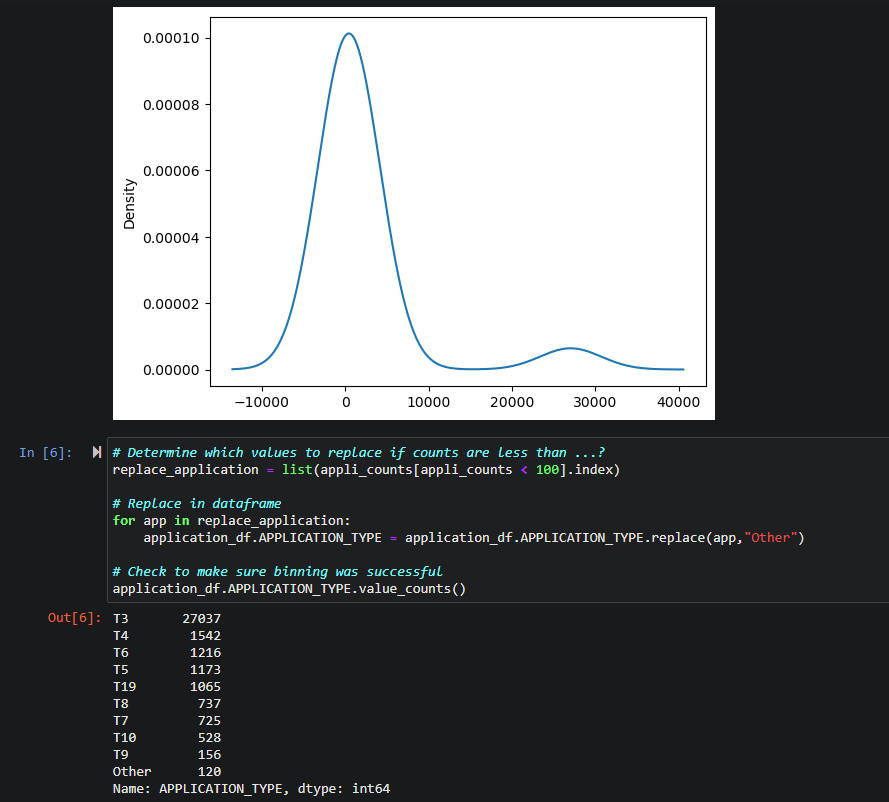 0.00010
0.00008
0.00006
0.00004
0.00002
0.00000
Density
−10000 0 10000 20000 30000 40000
In [6]:
# Determine which values to replace if counts are less than ...?
replace_application = list(appli_counts[appli_counts < 100].index)
# Replace in dataframe
for app in replace_application:
    application_df.APPLICATION_TYPE = application_df.APPLICATION_TYPE.replace(app,"Other")
# Check to make sure binning was successful
application_df.APPLICATION_TYPE.value_counts()
Out[6]: T3 27037
T4 1542
T6 1216
T5 1173
T19 1065
T8 737
T7 725
T10 528
T9 156
Other 120
Name: APPLICATION_TYPE, dtype: int64